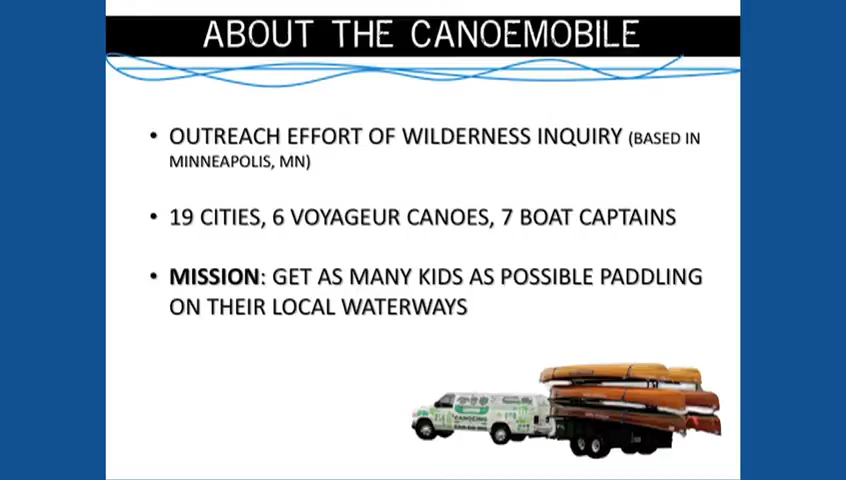 ABOUT THE CANOEMOBILE
• OUTREACH EFFORT OF WILDERNESS INQUIRY (BASED IN
MINNEAPOLIS, MN)
• 19 CITIES, 6 VOYAGEUR CANOES, 7 BOAT CAPTAINS
• MISSION: GET AS MANY KIDS AS POSSIBLE PADDLING
ON THEIR LOCAL WATERWAYS